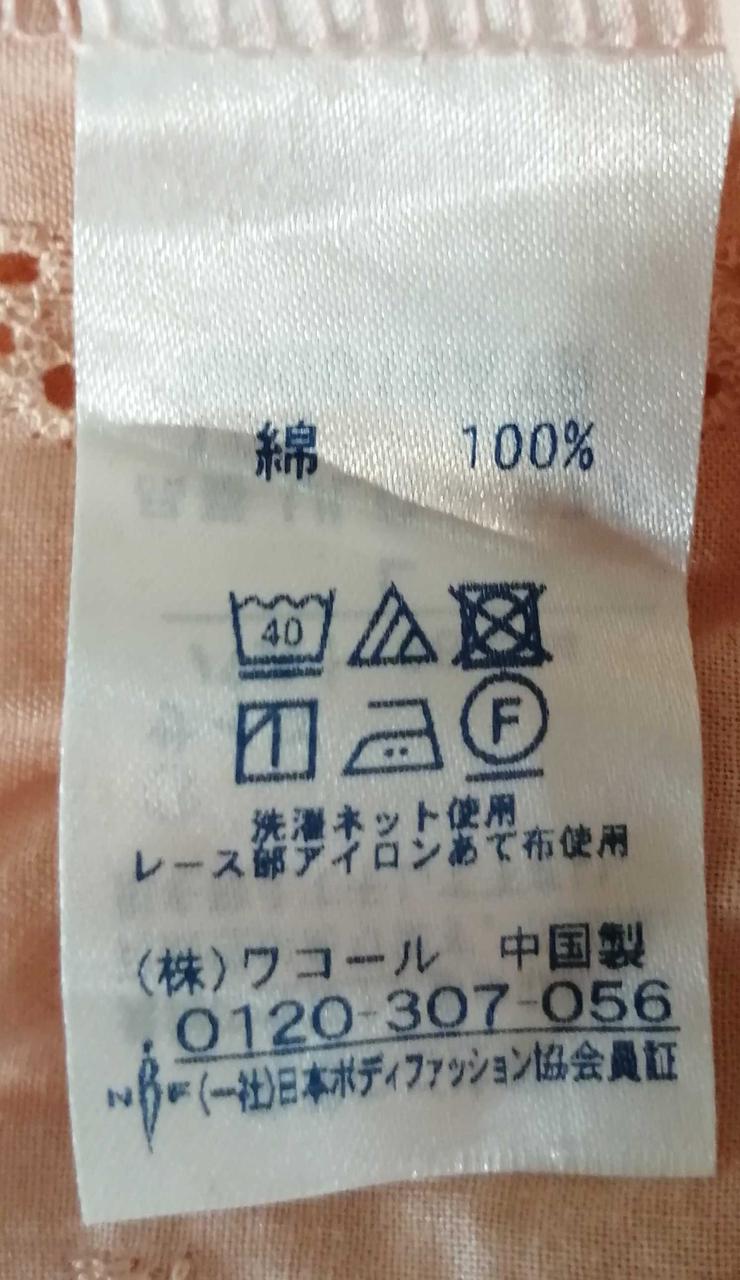 綿 100%
40
F
洗濯ネット使用
レース部アイロンあて布使用
(株)ワコール 中国製
0120-307-056
NBF (一社)日本ボディファッション協会会員証